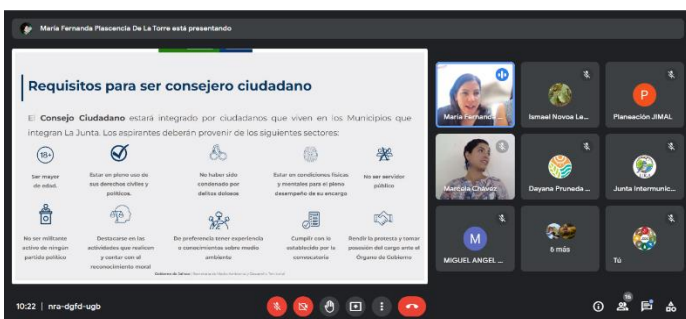 María Fernanda Plascencia De La Torre está presentando
Requisitos para ser consejero ciudadano
El Consejo Ciudadano estará integrado por ciudadanos que viven en los Municipios que
integran La Junta. Los aspirantes deberán provenir de los siguientes sectores:
18+
Ser mayor
de edad.
Estar en pleno uso de
sus derechos civiles y
políticos.
No haber sido
condenado por
delitos dolosos
Estar en condiciones físicas
y mentales para el pleno
desempeño de su encargo
No ser servidor
público
No ser militante
activo de ningún
partido político
Destacarse en las
actividades que realicen
y contar con el
reconocimiento moral
De preferencia tener experiencia
o conocimientos sobre medio
ambiente
Cumplir con lo
establecido por la
convocatoria
Rendir la protesta y tomar
posesión del cargo ante el
Órgano de Gobierno
María Fernanda ...
Ismael Novoa Le...
P
Planeación JIMAL
Marcela Chávez
Dayana Pruneda ...
Junta Intermunic...
M
MIGUEL ANGEL ...
6 más
Tú
10:22 | nra-dgfd-ugb
16